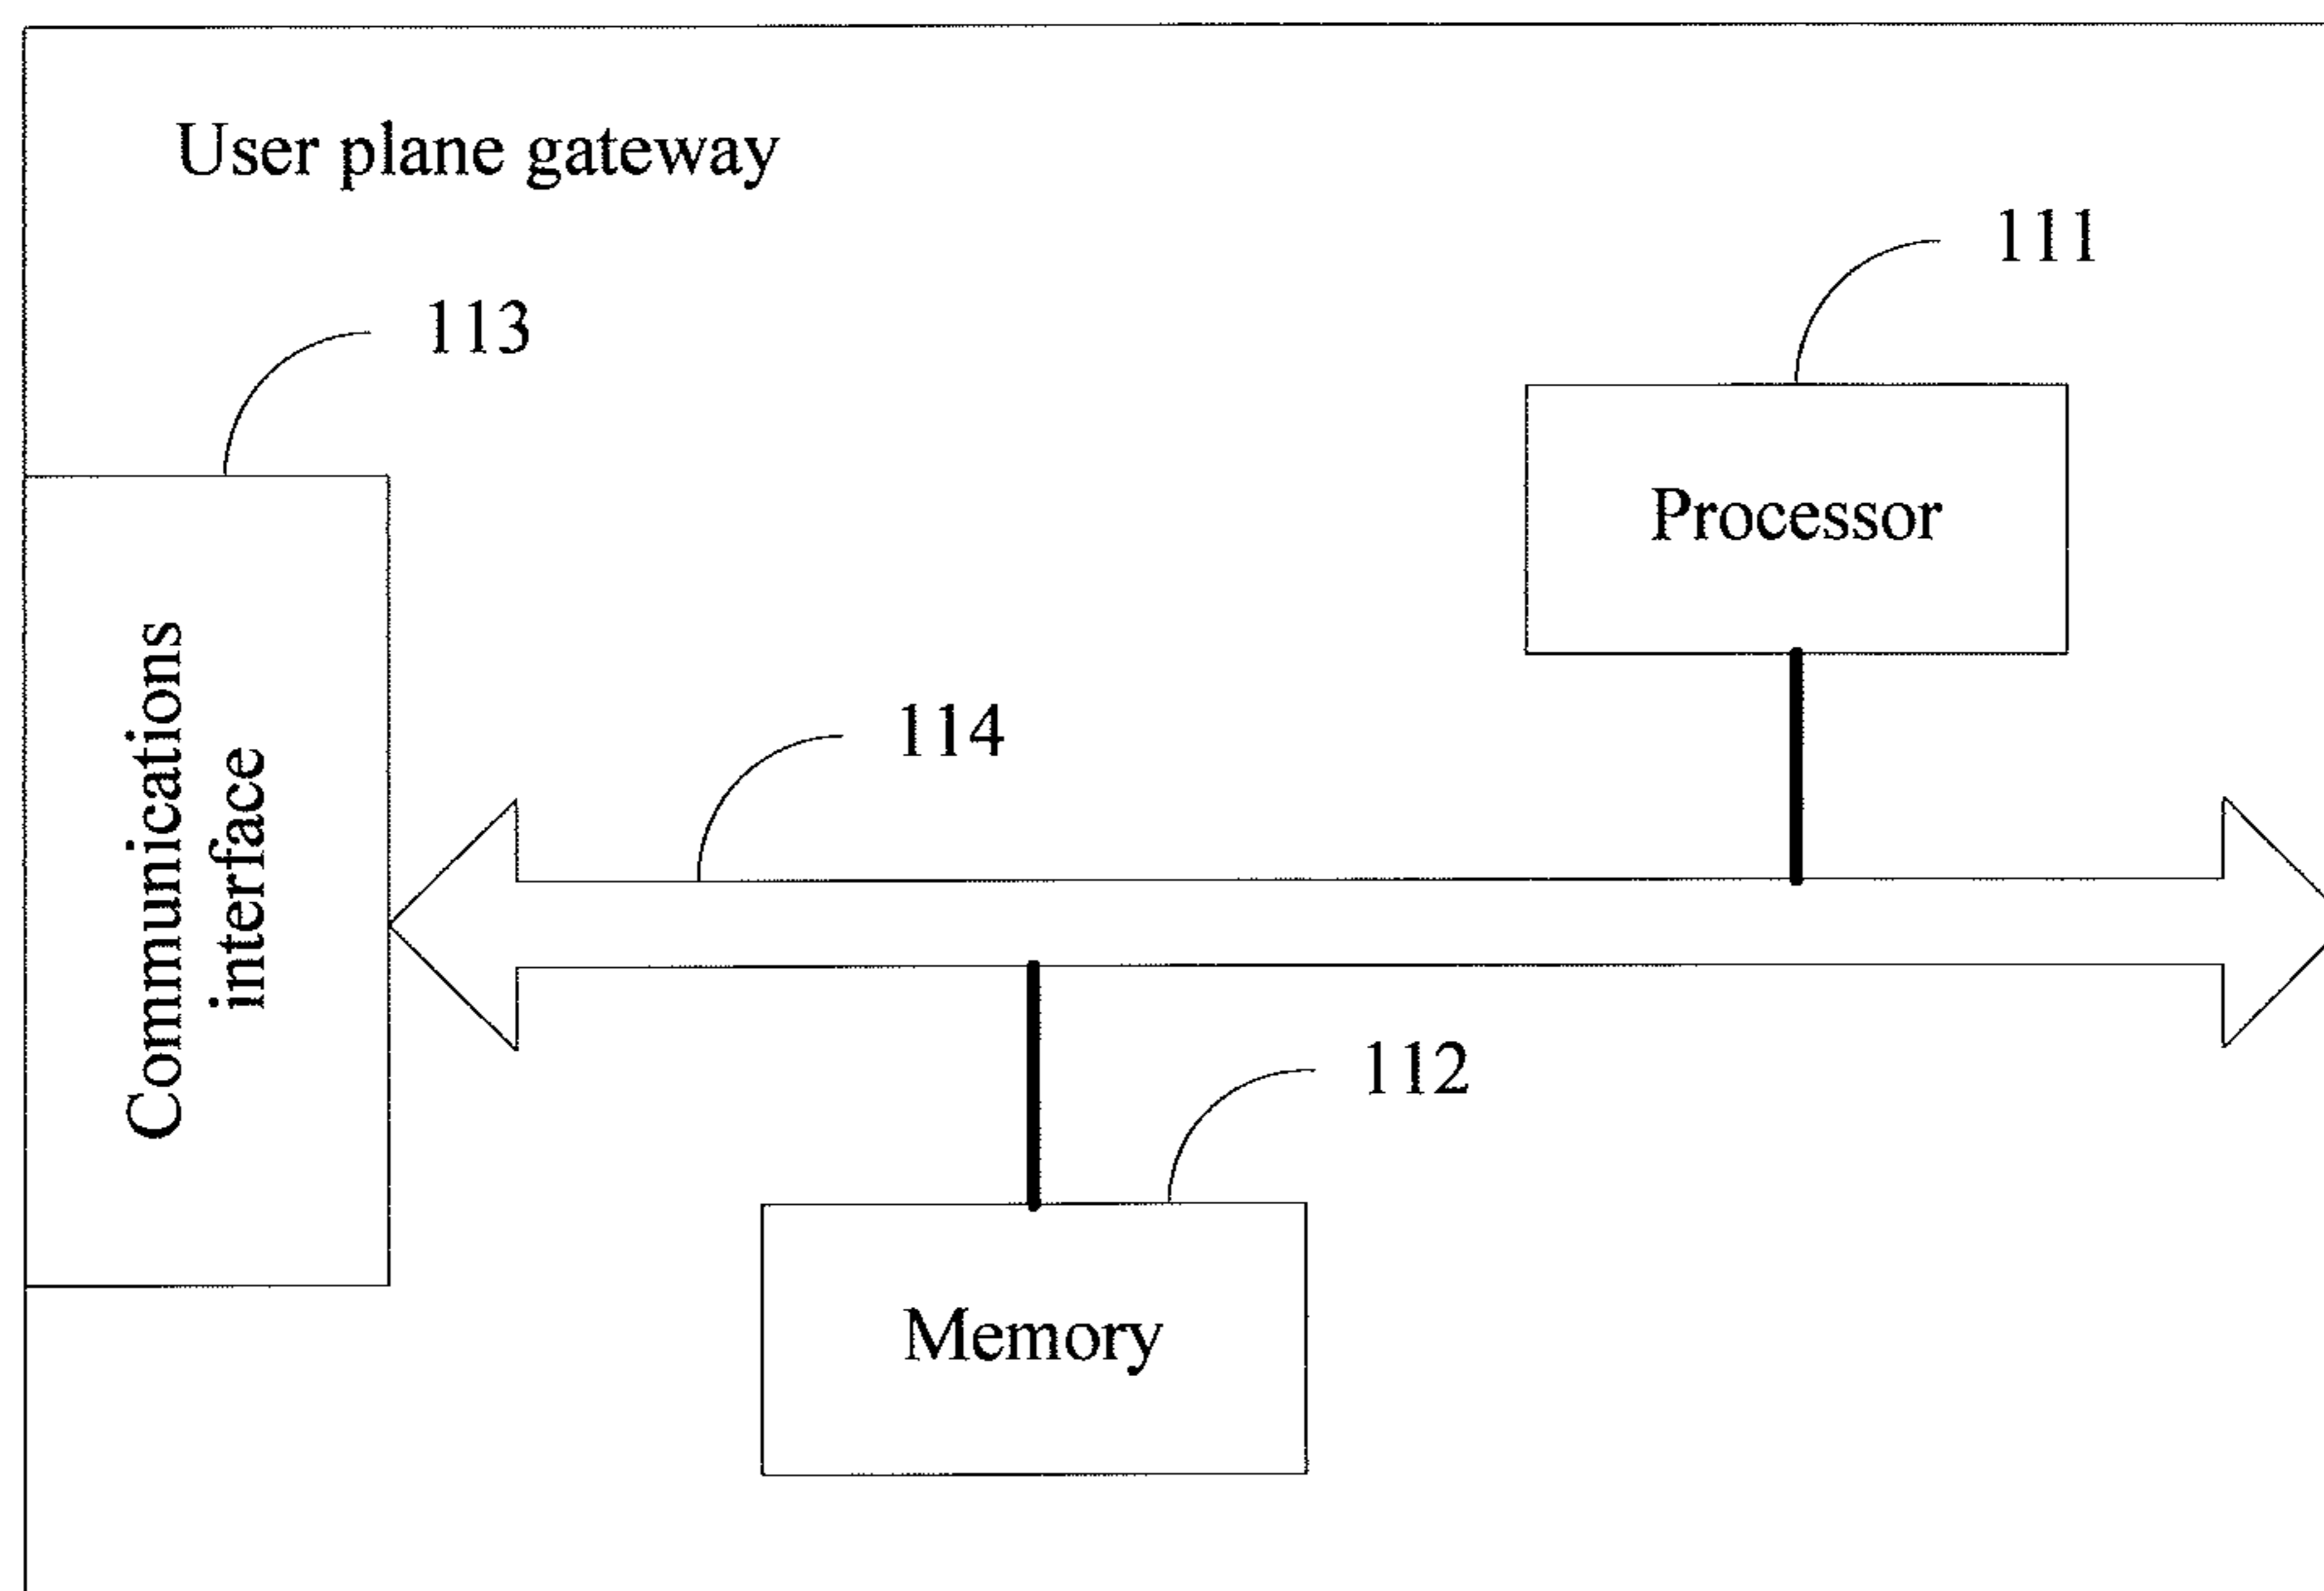 User plane gateway
111
113
Processor
Communications
interface
114
112
Memory